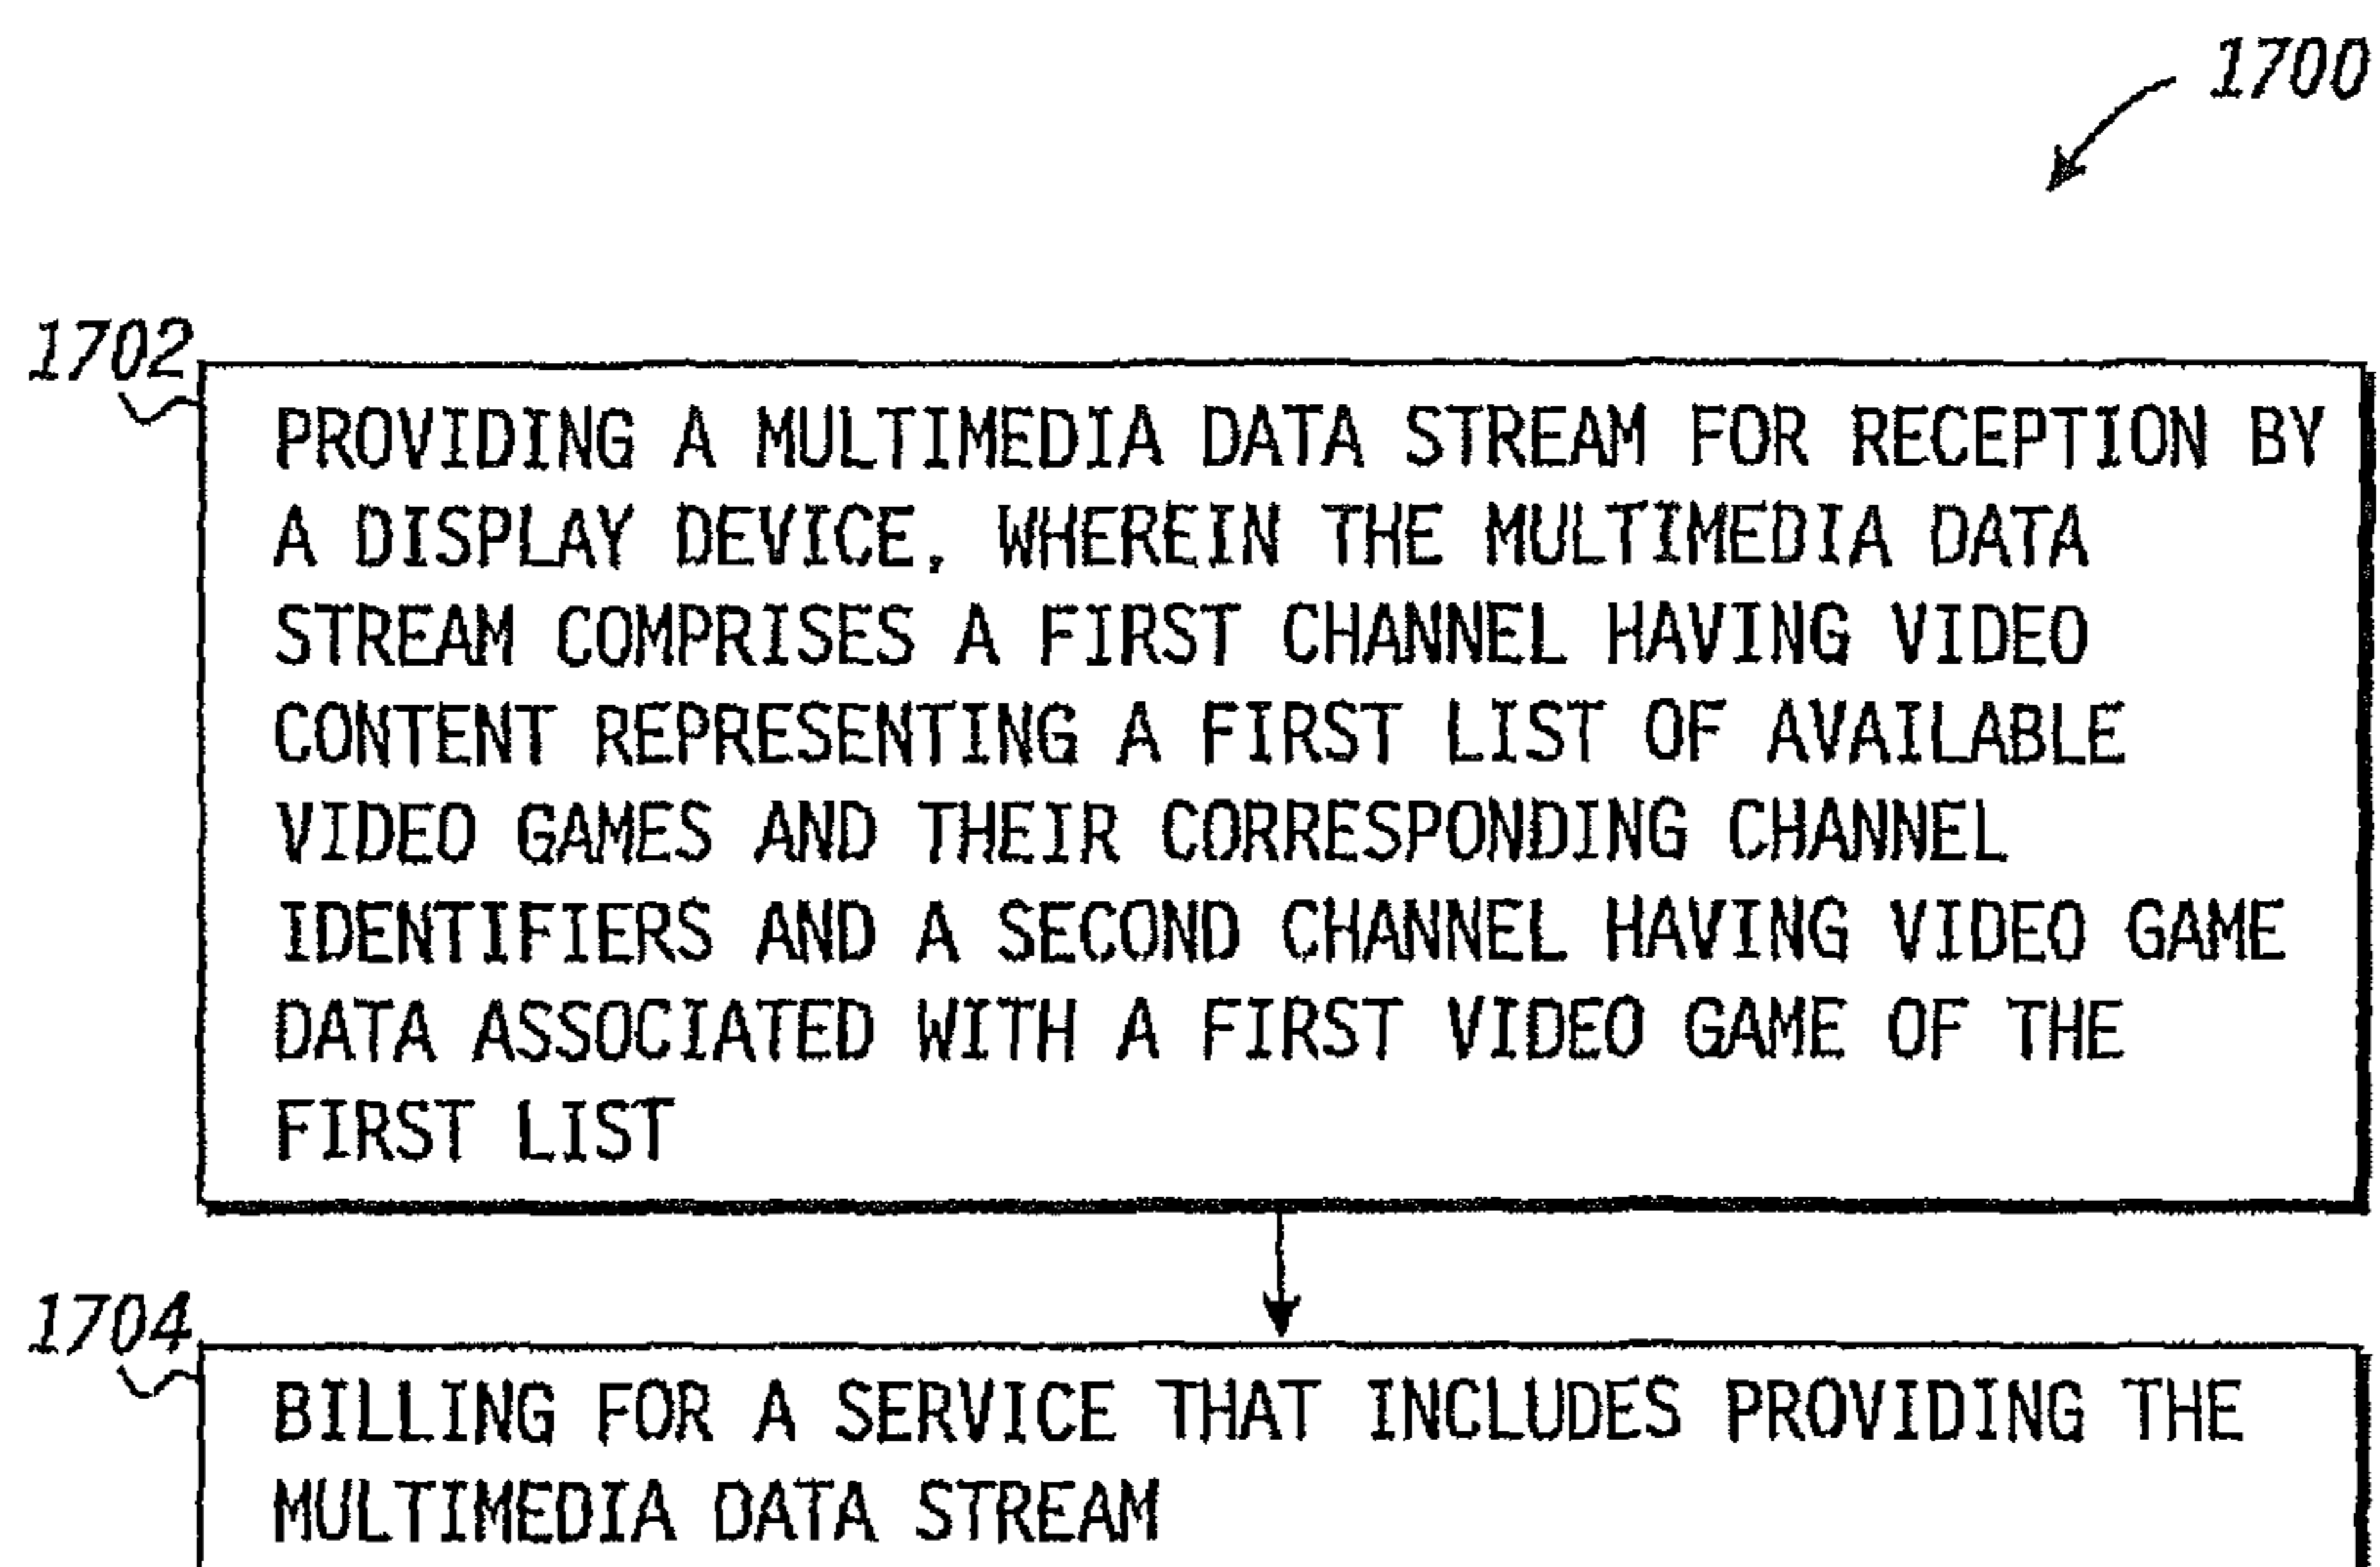 1700
1702
PROVIDING A MULTIMEDIA DATA STREAM FOR RECEPTION BY
A DISPLAY DEVICE, WHEREIN THE MULTIMEDIA DATA
STREAM COMPRISES A FIRST CHANNEL HAVING VIDEO
CONTENT REPRESENTING A FIRST LIST OF AVAILABLE
VIDEO GAMES AND THEIR CORRESPONDING CHANNEL
IDENTIFIERS AND A SECOND CHANNEL HAVING VIDEO GAME
DATA ASSOCIATED WITH A FIRST VIDEO GAME OF THE
FIRST LIST
1704
BILLING FOR A SERVICE THAT INCLUDES PROVIDING THE
MULTIMEDIA DATA STREAM